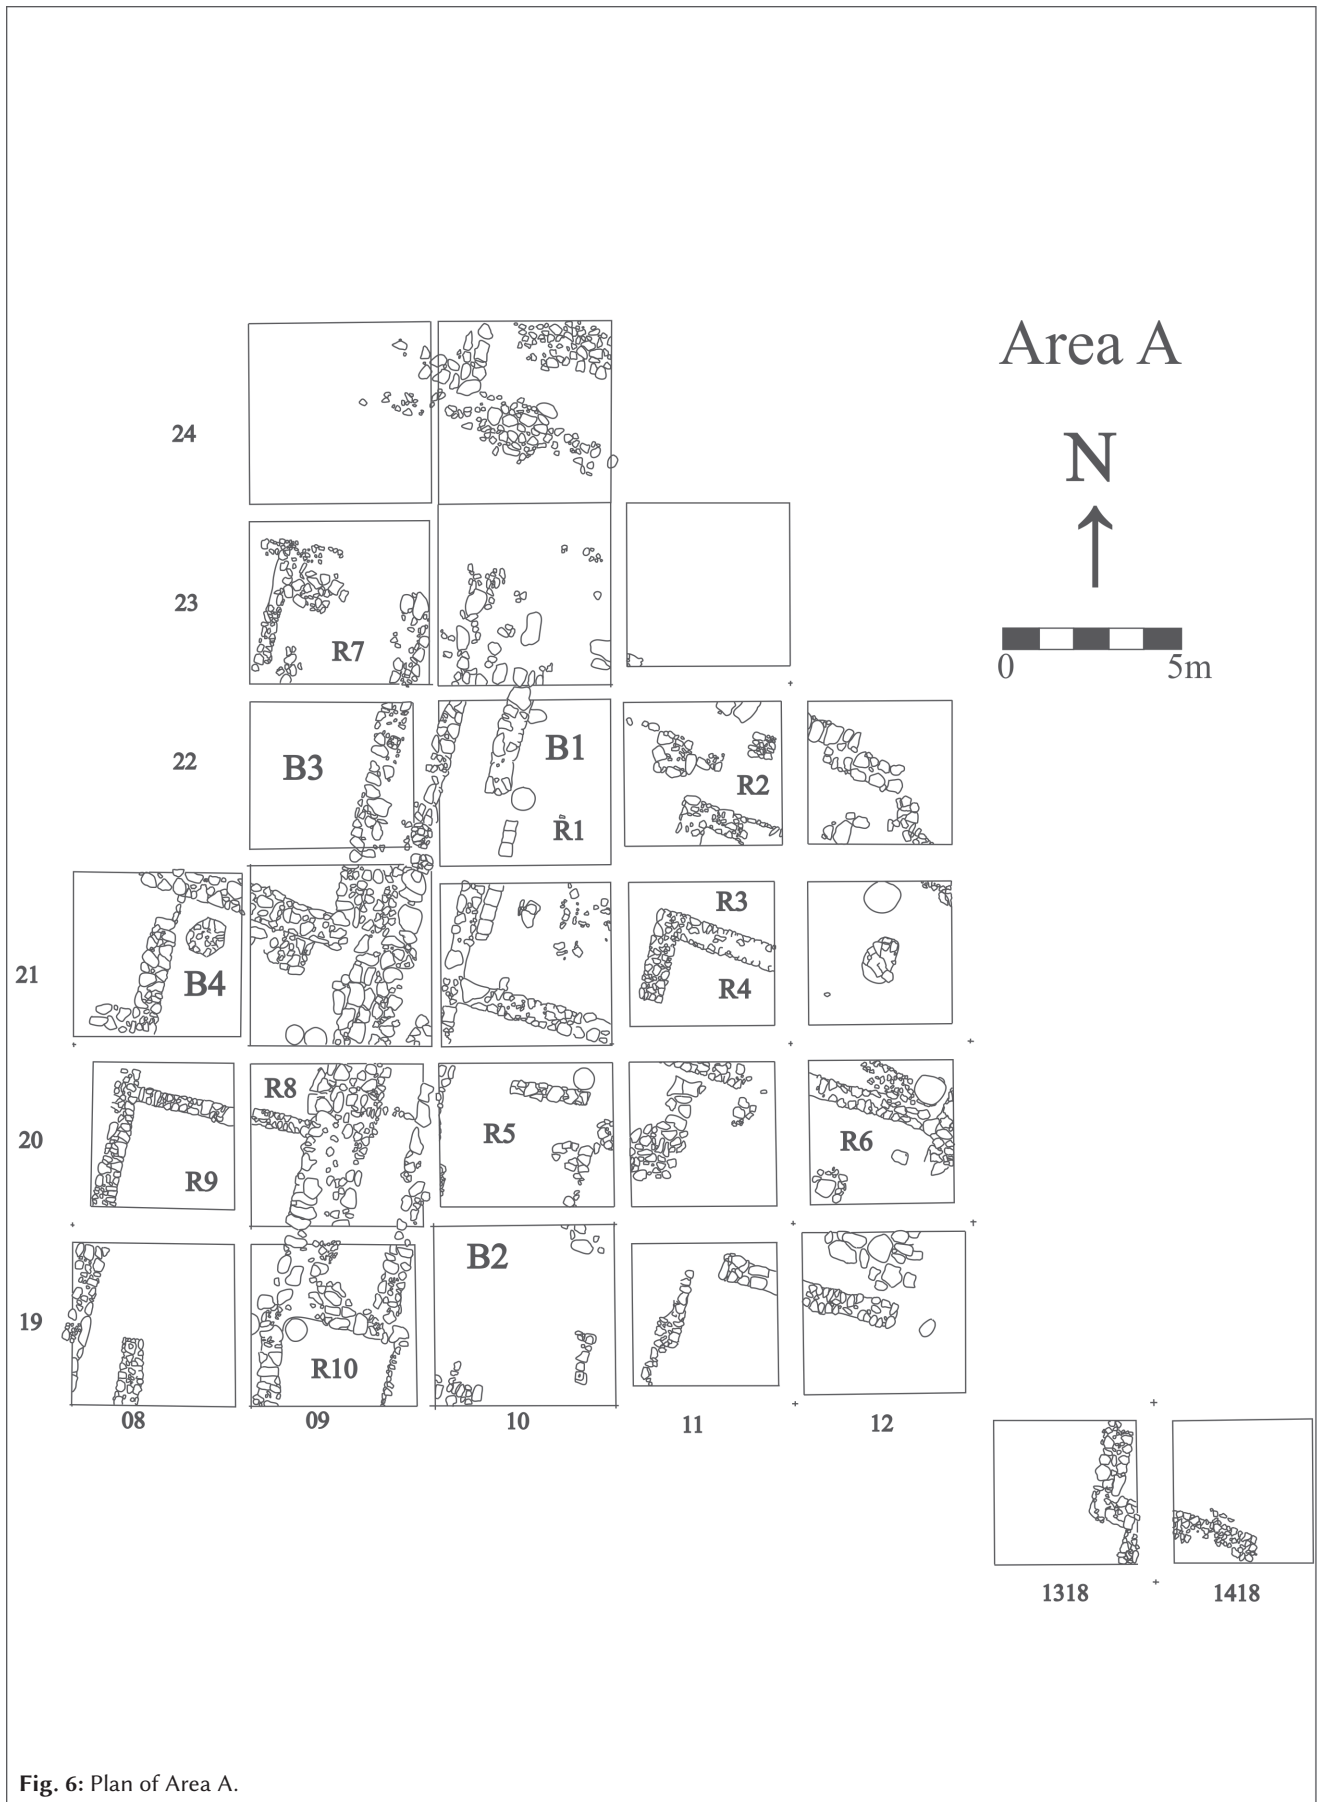 Area A
N
0 5m
24
23
R7
22
B3
B1
R1
R2
21
B4
R3
R4
20
R8
R9
R5
R6
19
B2
R10
08 09 10 11 12
1318 1418
Fig. 6: Plan of Area A.